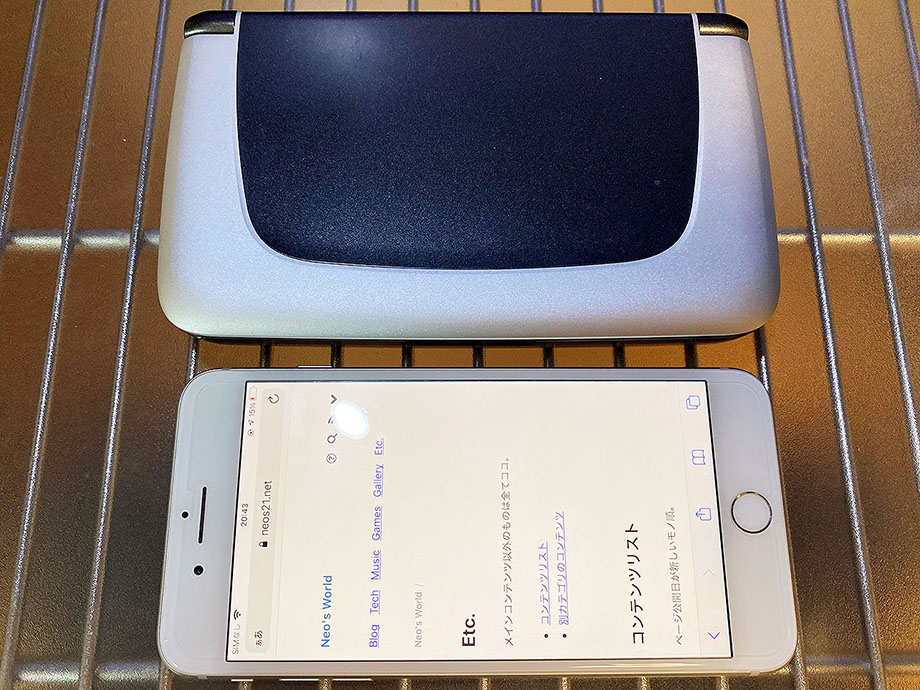 SIMなし 20:43 15%
ぁあ neos21.net
Neo's World
Blog Tech Music Games Gallery Etc.
Neo's World /
Etc.
メインコンテンツ以外のものは全てココ。
コンテンツリスト
別カテゴリのコンテンツ
コンテンツリスト
ページ公開日が新しいモノ順。